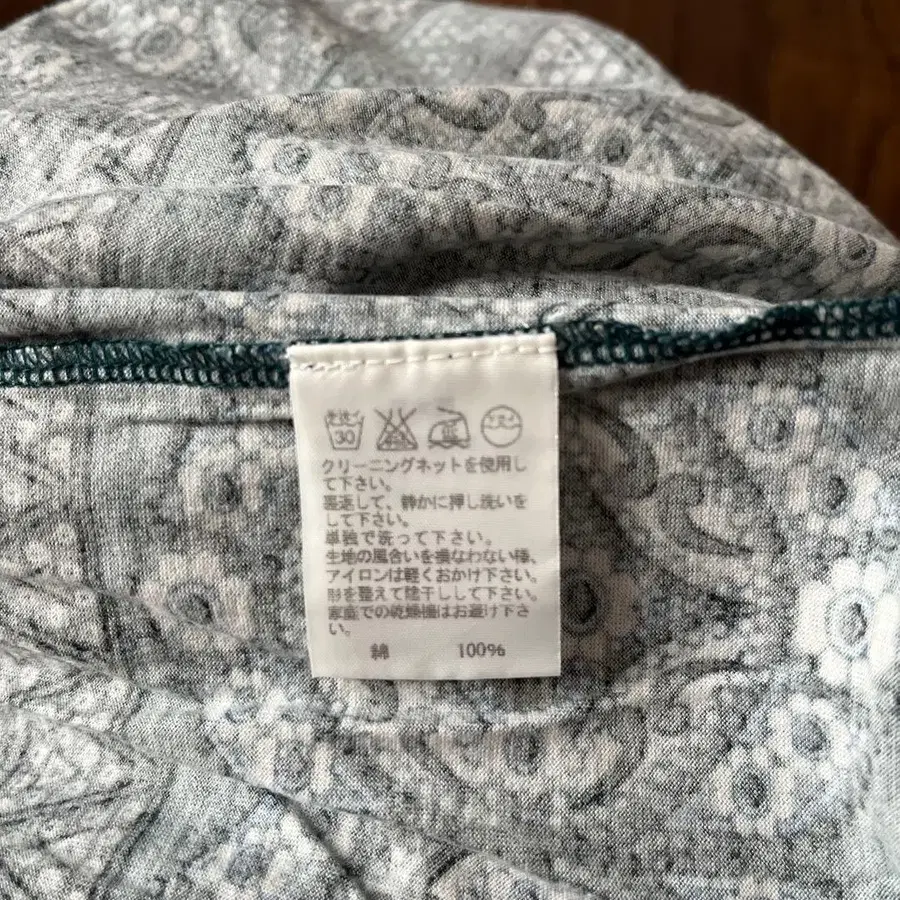 30
クリーニングネットを使用し
て下さい。
裏返して、静かに押し洗いを
して下さい。
単独で洗って下さい。
生地の風合いを損なわない様、
アイロンは軽くおかけ下さい。
形を整えて陰干しして下さい。
家庭での乾燥機はお避け下さ
い。
綿 100%